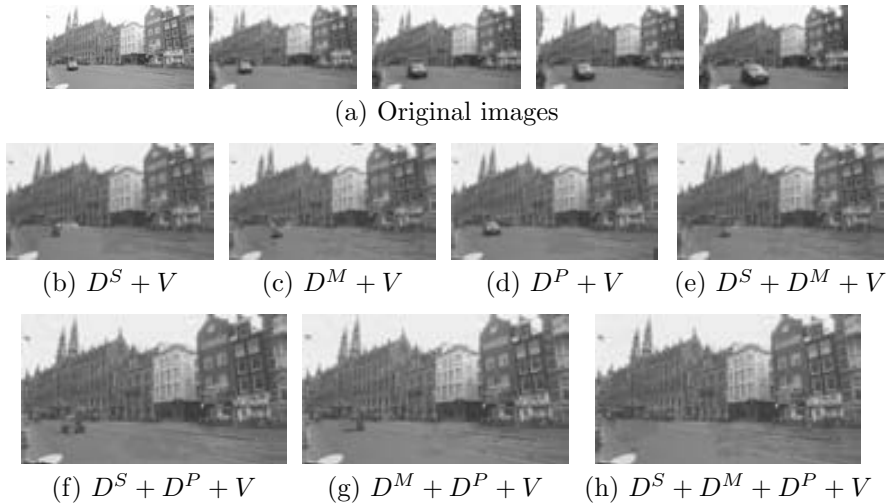 (a) Original images
(b) D^S + V (c) D^M + V (d) D^P + V (e) D^S + D^M + V
(f) D^S + D^P + V (g) D^M + D^P + V (h) D^S + D^M + D^P + V